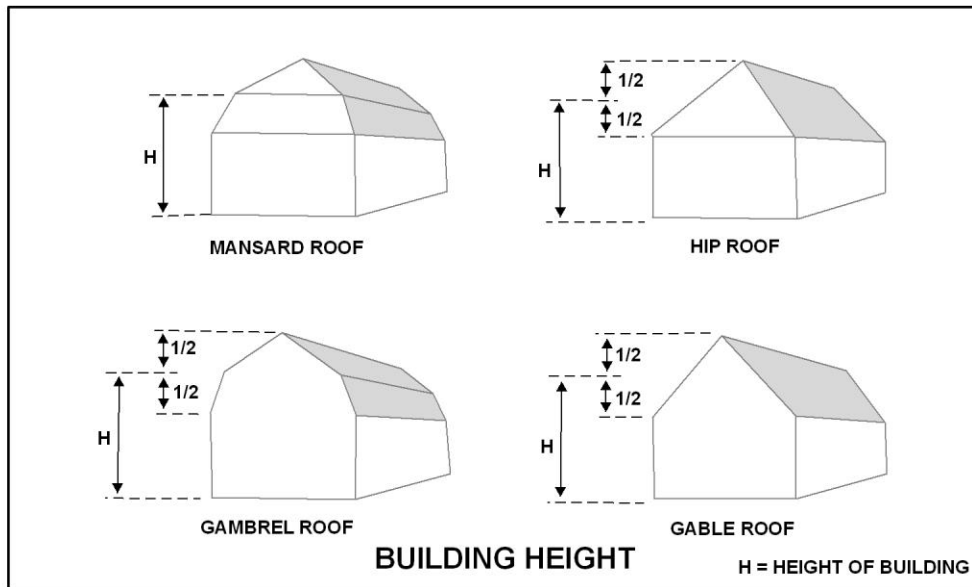 1/2
1/2
H
H
MANSARD ROOF
HIP ROOF
1/2
1/2
1/2
1/2
H
H
GAMBREL ROOF
GABLE ROOF
BUILDING HEIGHT
H = HEIGHT OF BUILDING